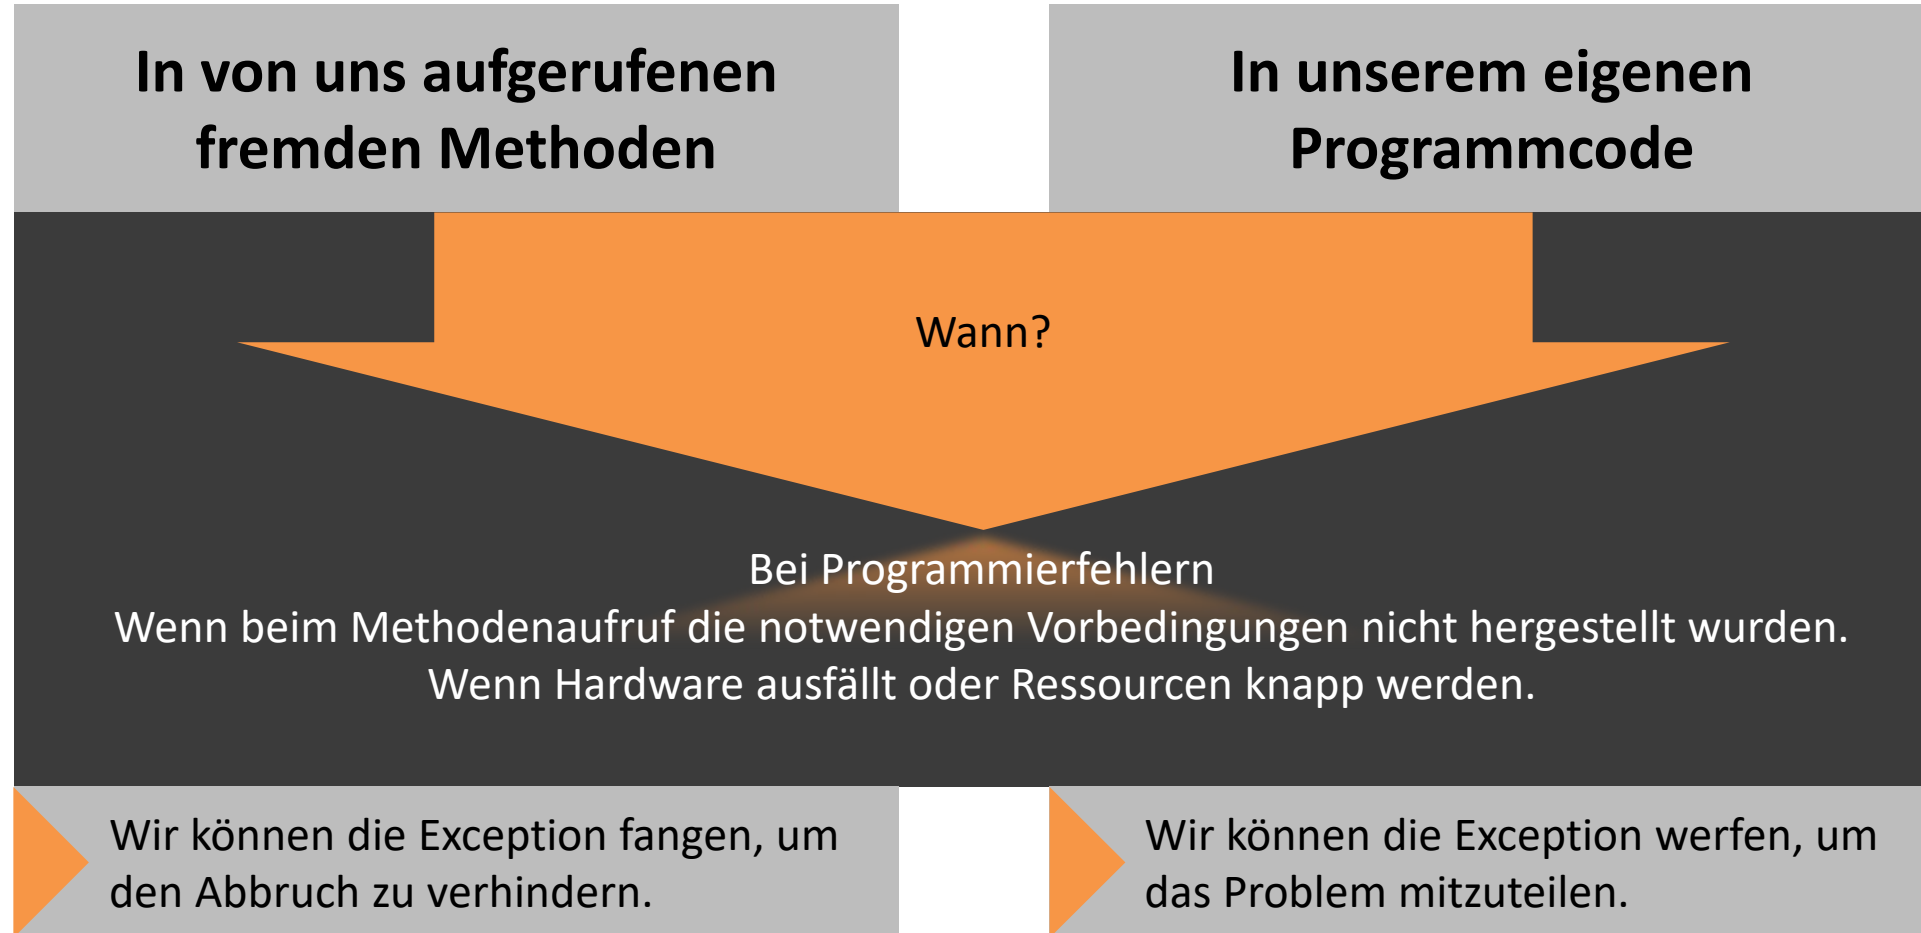 In von uns aufgerufenen
fremden Methoden
In unserem eigenen
Programmcode
Wann?
Bei Programmierfehlern
Wenn beim Methodenaufruf die notwendigen Vorbedingungen nicht hergestellt wurden.
Wenn Hardware ausfällt oder Ressourcen knapp werden.
Wir können die Exception fangen, um
den Abbruch zu verhindern.
Wir können die Exception werfen, um
das Problem mitzuteilen.